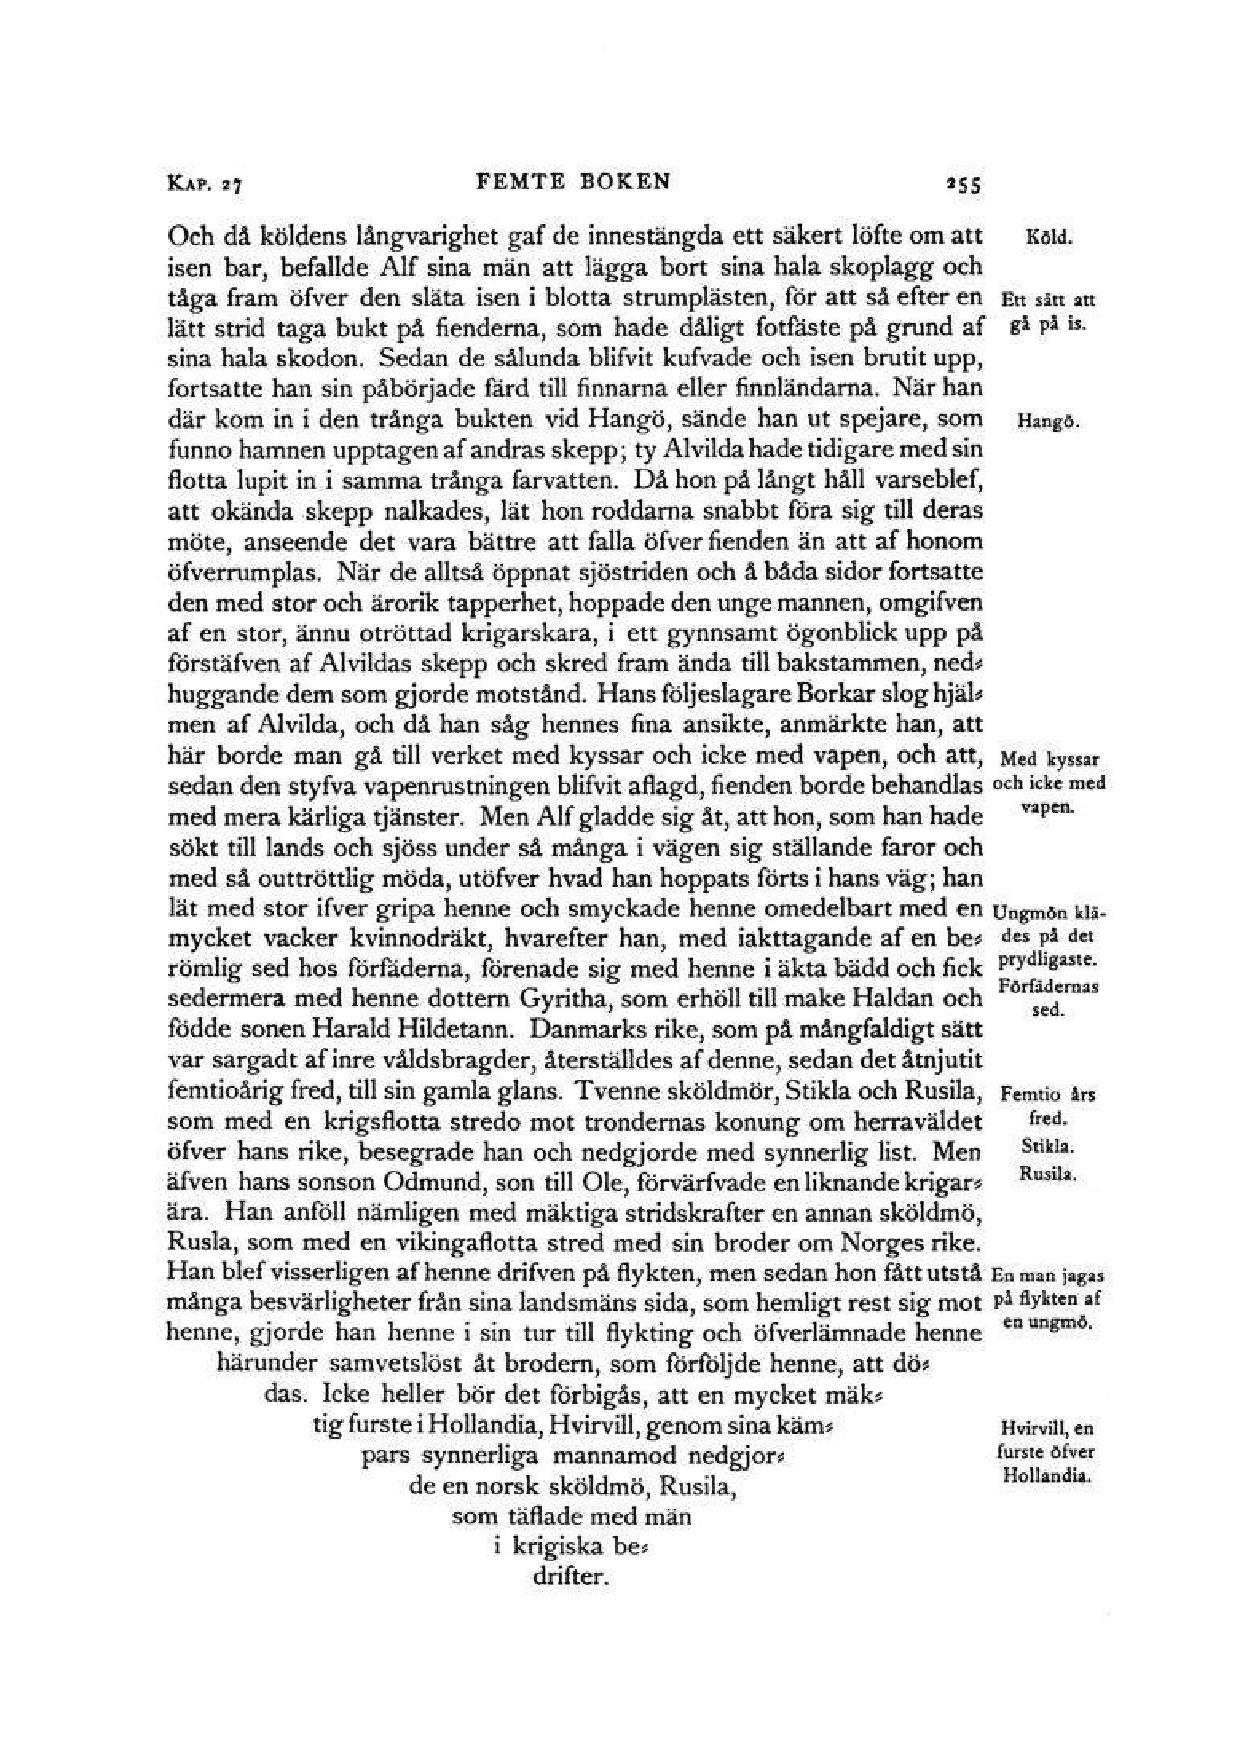 KAP. 27 FEMTE BOKEN 255
Och då köldens långvarighet gaf de innestängda ett säkert löfte om att
Köld.
isen bar, befallde Alf sina män att lägga bort sina hala skoplagg och
tåga fram öfver den släta isen i blotta strumplästen, för att så efter en
Ett sätt att
lätt strid taga bukt på fienderna, som hade dåligt fotfäste på grund af
gå på is.
sina hala skodon. Sedan de sålunda blifvit kufvade och isen brutit upp,
fortsatte han sin påbörjade färd till finnarna eller finnländarna. När han
där kom in i den trånga bukten vid Hangö, sände han ut spejare, som
Hangö.
funno hamnen upptagen af andras skepp; ty Alvilda hade tidigare med sin
flotta lupit in i samma trånga farvatten. Då hon på långt håll varseblef,
att okända skepp nalkades, lät hon roddarna snabbt föra sig till deras
möte, anseende det vara bättre att falla öfver fienden än att af honom
öfverrumplas. När de alltså öppnat sjöstriden och å båda sidor fortsatte
den med stor och ärorik tapperhet, hoppade den unge mannen, omgifven
af en stor, ännu otröttad krigarskara, i ett gynnsamt ögonblick upp på
förstäfven af Alvildas skepp och skred fram ända till bakstammen, ned-
huggande dem som gjorde motstånd. Hans följeslagare Borkar slog hjäl-
men af Alvilda, och då han såg hennes fina ansikte, anmärkte han, att
här borde man gå till verket med kyssar och icke med vapen, och att,
Med kyssar
sedan den styfva vapenrustningen blifvit aflagd, fienden borde behandlas
och icke med
med mera kärliga tjänster. Men Alf gladde sig åt, att hon, som han hade
vapen.
sökt till lands och sjöss under så många i vägen sig ställande faror och
med så outtröttlig möda, utöfver hvad han hoppats förts i hans väg; han
lät med stor ifver gripa henne och smyckade henne omedelbart med en
Ungmön klä-
mycket vacker kvinnodräkt, hvarefter han, med iakttagande af en be-
des på det
römlig sed hos förfäderna, förenade sig med henne i äkta bädd och fick
prydligaste.
sedermera med henne dottern Gyritha, som erhöll till make Haldan och
Förfädernas
sed.
födde sonen Harald Hildetann. Danmarks rike, som på mångfaldigt sätt
var sargadt af inre våldsbragder, återställdes af denne, sedan det åtnjutit
femtioårig fred, till sin gamla glans. Tvenne sköldmör, Stikla och Rusila,
Femtio års
som med en krigsflotta stredo mot trondernas konung om herraväldet
fred.
öfver hans rike, besegrade han och nedgjorde med synnerlig list. Men
Stikla.
äfven hans sonson Odmund, son till Ole, förvärfvade en liknande krigar-
Rusila.
ära. Han anföll nämligen med mäktiga stridskrafter en annan sköldmö,
Rusla, som med en vikingaflotta stred med sin broder om Norges rike.
Han blef visserligen af henne drifven på flykten, men sedan hon fått utstå
En man jagas
många besvärligheter från sina landsmäns sida, som hemligt rest sig mot
på flykten af
henne, gjorde han henne i sin tur till flykting och öfverlämnade henne
en ungmö.
härunder samvetslöst åt brodern, som förföljde henne, att dö-
das. Icke heller bör det förbigås, att en mycket mäk-
tig furste i Hollandia, Hvirvill, genom sina käm-
Hvirvill, en
pars synnerliga mannamod nedgjor-
furste öfver
de en norsk sköldmö, Rusila,
Hollandia.
som täflade med män
i krigiska be-
drifter.